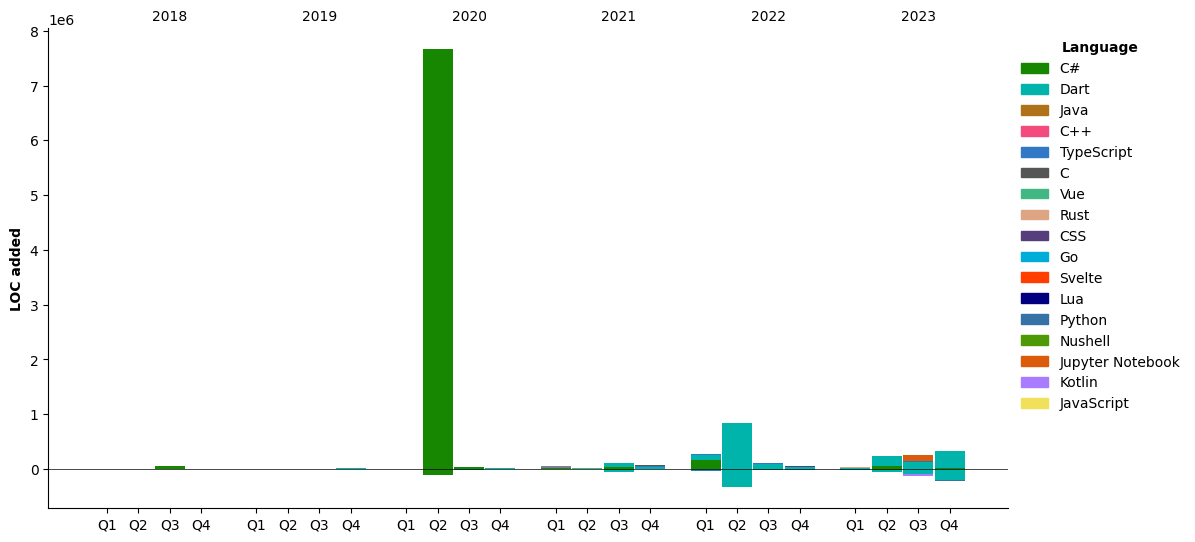 2018 2019 2020 2021 2022 2023
1e6
8
7
6
5
4
3
2
1
0
LOC added
Q1 Q2 Q3 Q4 Q1 Q2 Q3 Q4 Q1 Q2 Q3 Q4 Q1 Q2 Q3 Q4 Q1 Q2 Q3 Q4 Q1 Q2 Q3 Q4
Language
C#
Dart
Java
C++
TypeScript
C
Vue
Rust
CSS
Go
Svelte
Lua
Python
Nushell
Jupyter Notebook
Kotlin
JavaScript